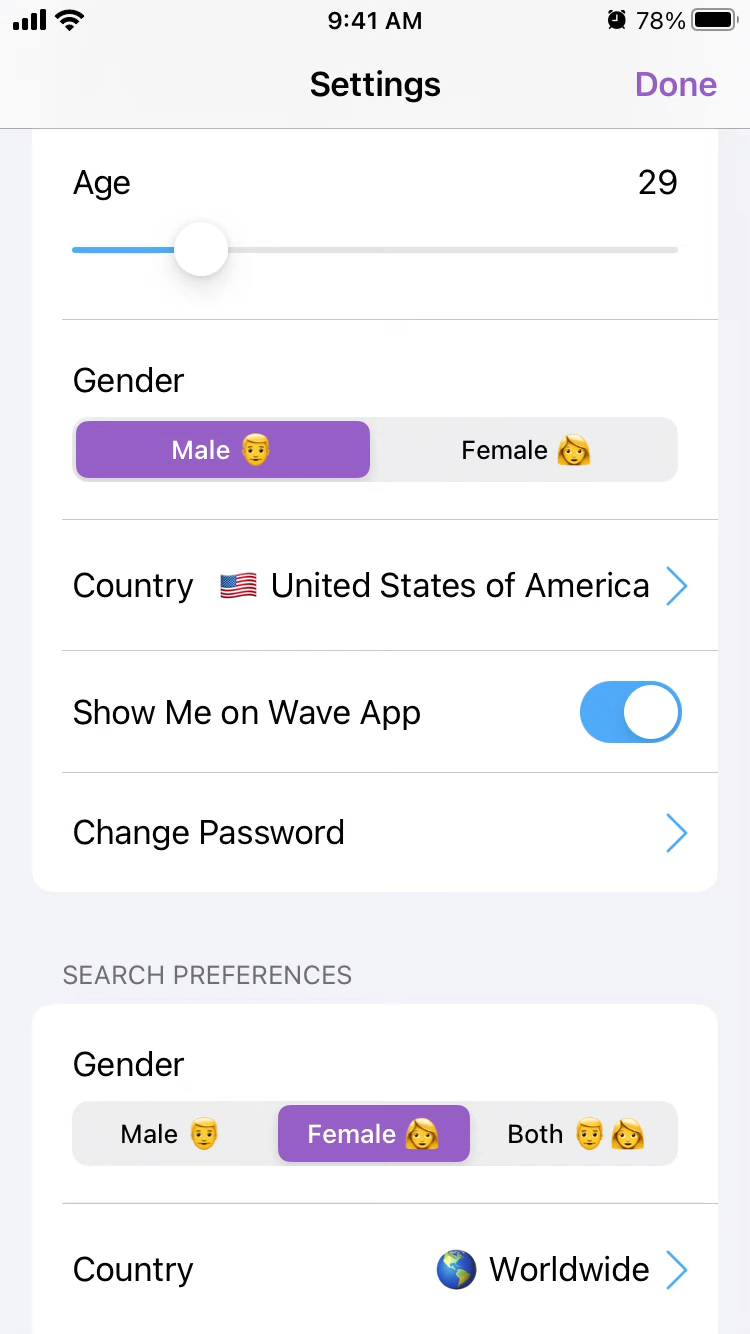 9:41 AM
78%
Settings
Done
Age
29
Gender
Male 👨
Female 👩
Country 🇺🇸 United States of America
Show Me on Wave App
Change Password
SEARCH PREFERENCES
Gender
Male 👨
Female 👩
Both 👨👩
Country
🌎 Worldwide